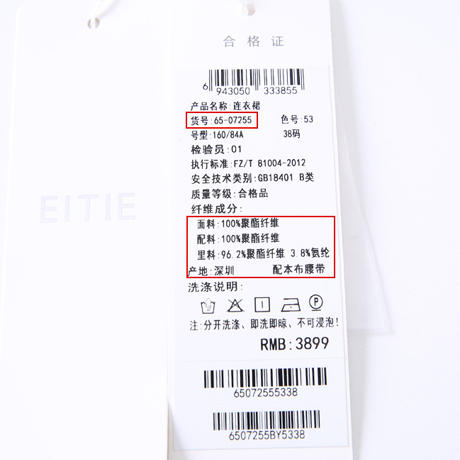 EITIE
合格证
6 943050 333855
产品名称:连衣裙
货号:65-07255 色号:53
号型:160/84A 38码
检验员:01
执行标准:FZ/T 81004-2012
安全技术类别:GB18401 B类
质量等级:合格品
纤维成分:
面料:100%聚酯纤维
配料:100%聚酯纤维
里料:96.2%聚酯纤维 3.8%氨纶
产地:深圳 配本布腰带
洗涤说明:
注:分开洗涤、即洗即晾、不可浸泡!
RMB:3899
65072555338
6507255BY5338